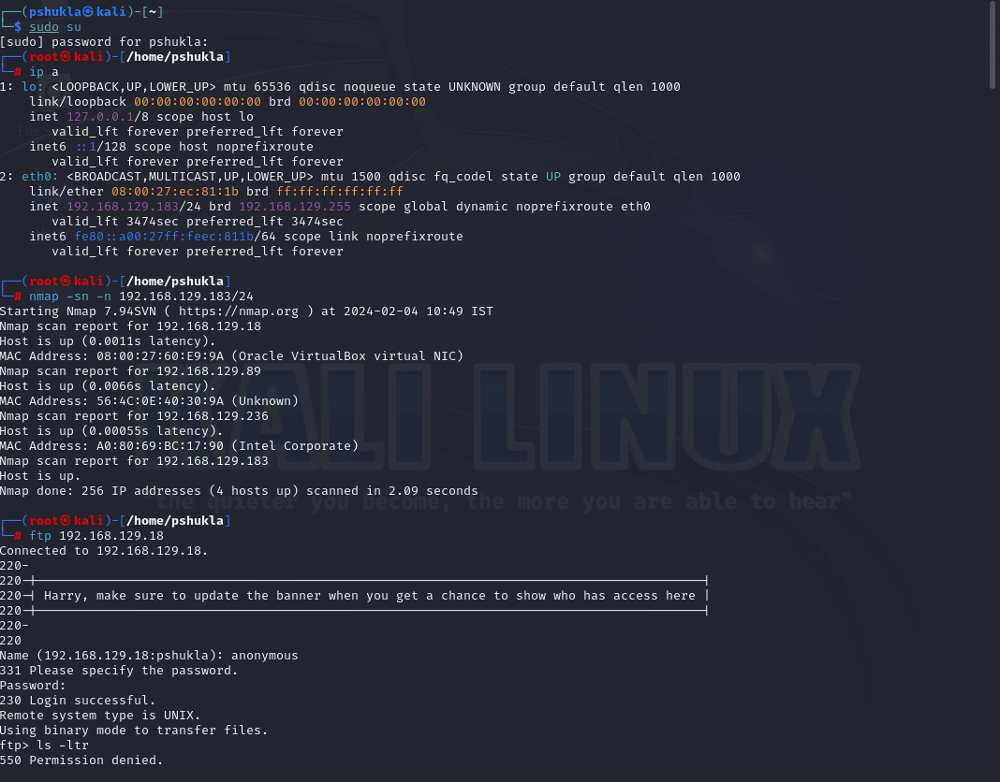 ┌──(pshukla㉿kali)-[~]
└─$ sudo su
[sudo] password for pshukla:
┌──(root㉿kali)-[/home/pshukla]
└─# ip a
1: lo: <LOOPBACK,UP,LOWER_UP> mtu 65536 qdisc noqueue state UNKNOWN group default qlen 1000
    link/loopback 00:00:00:00:00:00 brd 00:00:00:00:00:00
    inet 127.0.0.1/8 scope host lo
       valid_lft forever preferred_lft forever
    inet6 ::1/128 scope host noprefixroute
       valid_lft forever preferred_lft forever
2: eth0: <BROADCAST,MULTICAST,UP,LOWER_UP> mtu 1500 qdisc fq_codel state UP group default qlen 1000
    link/ether 08:00:27:ec:81:1b brd ff:ff:ff:ff:ff:ff
    inet 192.168.129.183/24 brd 192.168.129.255 scope global dynamic noprefixroute eth0
       valid_lft 3474sec preferred_lft 3474sec
    inet6 fe80::a00:27ff:feec:811b/64 scope link noprefixroute
       valid_lft forever preferred_lft forever
┌──(root㉿kali)-[/home/pshukla]
└─# nmap -sn -n 192.168.129.183/24
Starting Nmap 7.94SVN ( https://nmap.org ) at 2024-02-04 10:49 IST
Nmap scan report for 192.168.129.18
Host is up (0.0011s latency).
MAC Address: 08:00:27:60:E9:9A (Oracle VirtualBox virtual NIC)
Nmap scan report for 192.168.129.89
Host is up (0.0066s latency).
MAC Address: 56:4C:0E:40:30:9A (Unknown)
Nmap scan report for 192.168.129.236
Host is up (0.00055s latency).
MAC Address: A0:80:69:BC:17:90 (Intel Corporate)
Nmap scan report for 192.168.129.183
Host is up.
Nmap done: 256 IP addresses (4 hosts up) scanned in 2.09 seconds
KALI LINUX
"the quieter you become, the more you are able to hear"
┌──(root㉿kali)-[/home/pshukla]
└─# ftp 192.168.129.18
Connected to 192.168.129.18.
220-
220-|----------------------------------------------------------------------------------------|
220-| Harry, make sure to update the banner when you get a chance to show who has access here |
220-|----------------------------------------------------------------------------------------|
220-
220
Name (192.168.129.18:pshukla): anonymous
331 Please specify the password.
Password:
230 Login successful.
Remote system type is UNIX.
Using binary mode to transfer files.
ftp> ls -ltr
550 Permission denied.